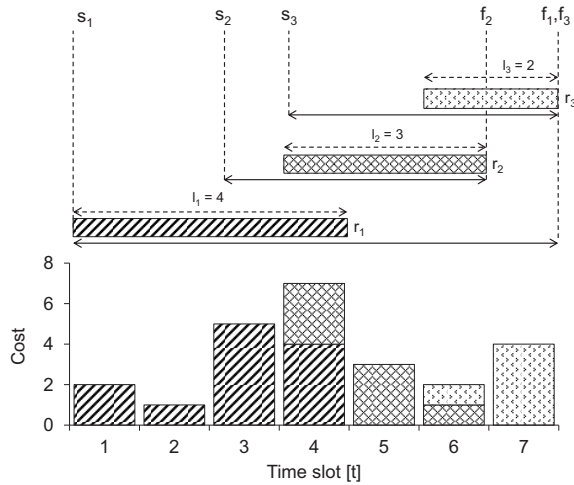 s₁ s₂ s₃ f₂ f₁,f₃
l₃ = 2
r₃
l₂ = 3
r₂
l₁ = 4
r₁
8
6
4
2
0
Cost
1 2 3 4 5 6 7
Time slot [t]